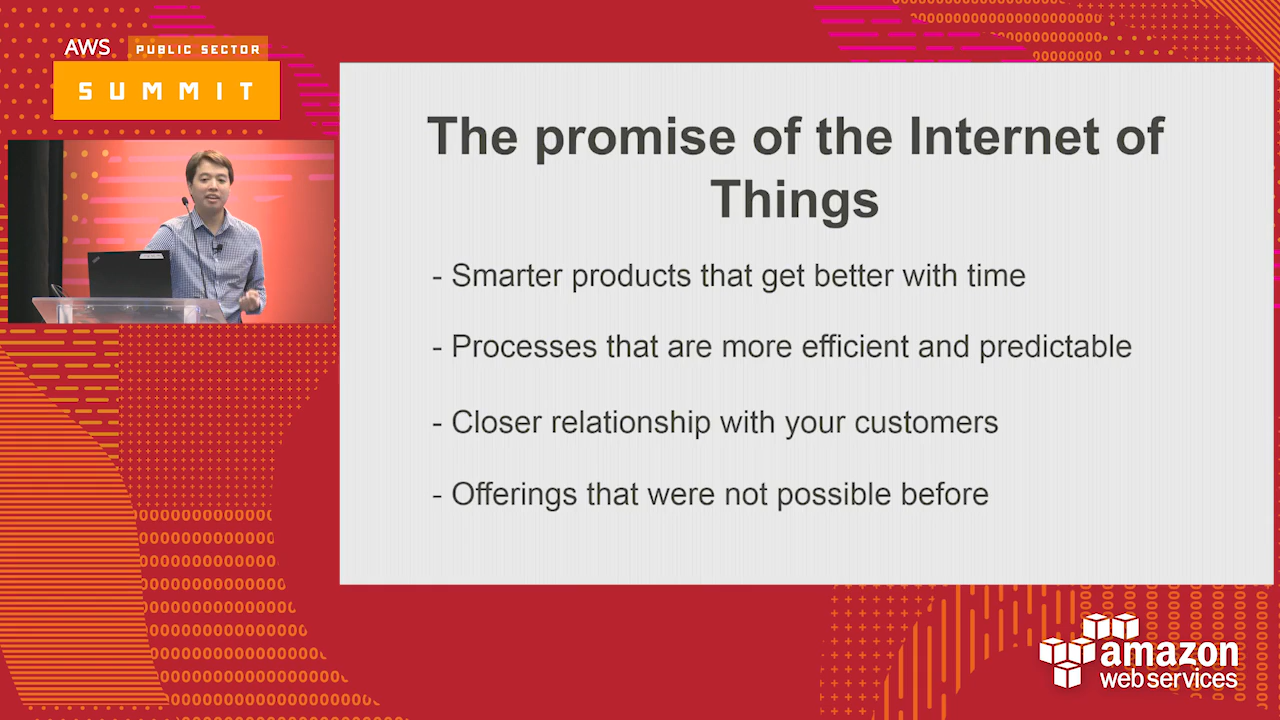 AWS PUBLIC SECTOR
SUMMIT
The promise of the Internet of
Things
- Smarter products that get better with time
- Processes that are more efficient and predictable
- Closer relationship with your customers
- Offerings that were not possible before
amazon
web services